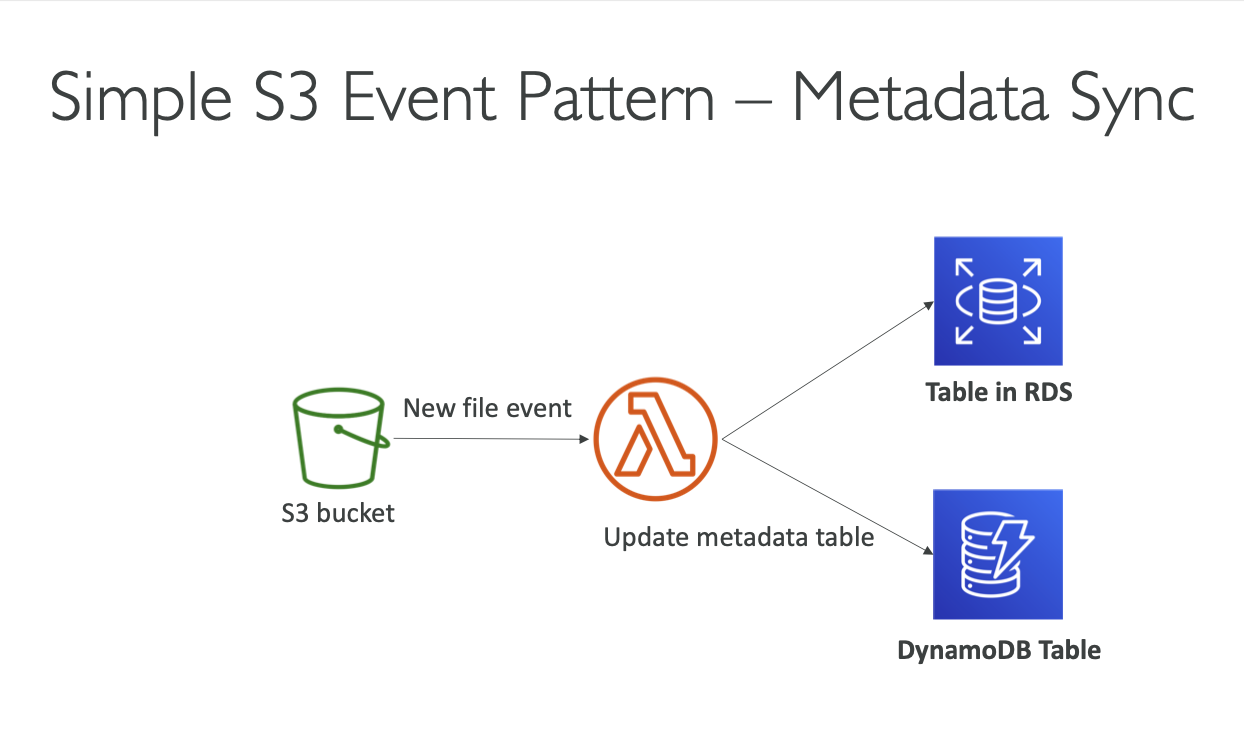 Simple S3 Event Pattern – Metadata Sync
New file event
S3 bucket
Update metadata table
Table in RDS
DynamoDB Table